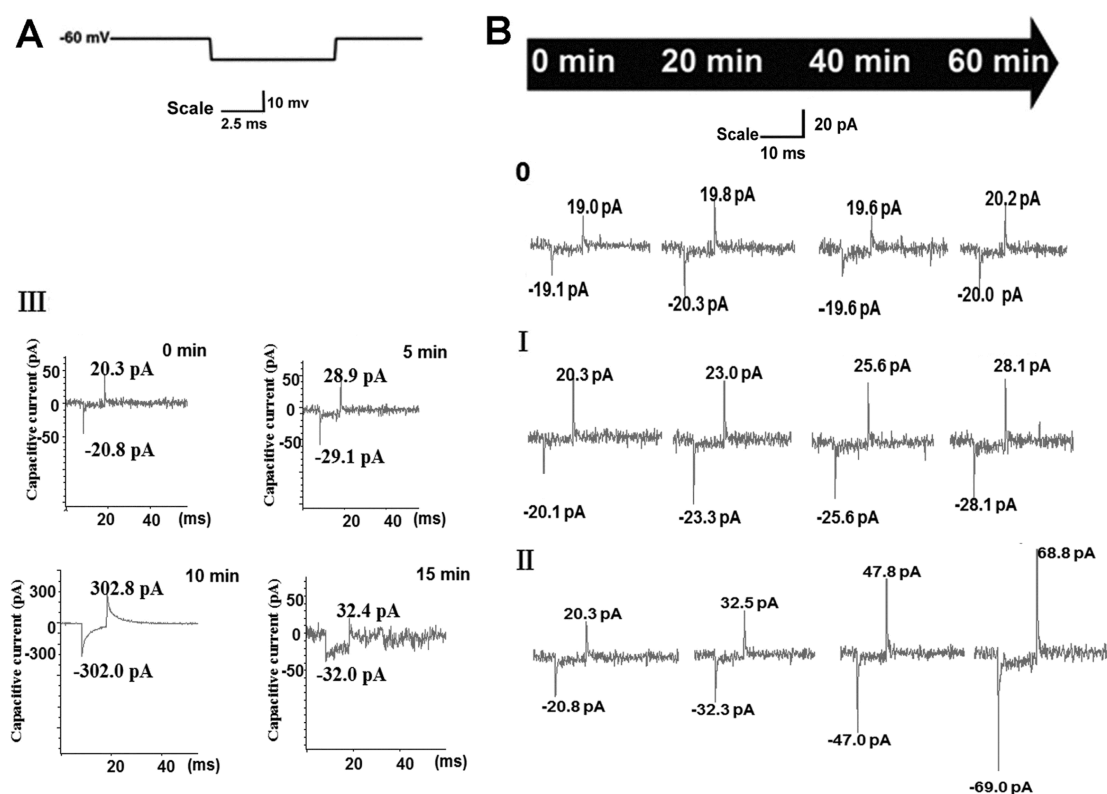 A
-60 mV
Scale
10 mv
2.5 ms
B
0 min 20 min 40 min 60 min
Scale
20 pA
10 ms
0
19.0 pA 19.8 pA 19.6 pA 20.2 pA
-19.1 pA -20.3 pA -19.6 pA -20.0 pA
I
20.3 pA 23.0 pA 25.6 pA 28.1 pA
-20.1 pA -23.3 pA -25.6 pA -28.1 pA
II
20.3 pA 32.5 pA 47.8 pA 68.8 pA
-20.8 pA -32.3 pA -47.0 pA -69.0 pA
III
0 min
Capacitive current (pA)
50
0
-50
20.3 pA
-20.8 pA
20 40 (ms)
5 min
Capacitive current (pA)
50
0
-50
28.9 pA
-29.1 pA
20 40 (ms)
10 min
Capacitive current (pA)
300
0
-300
302.8 pA
-302.0 pA
20 40 (ms)
15 min
Capacitive current (pA)
50
0
-50
32.4 pA
-32.0 pA
20 40 (ms)